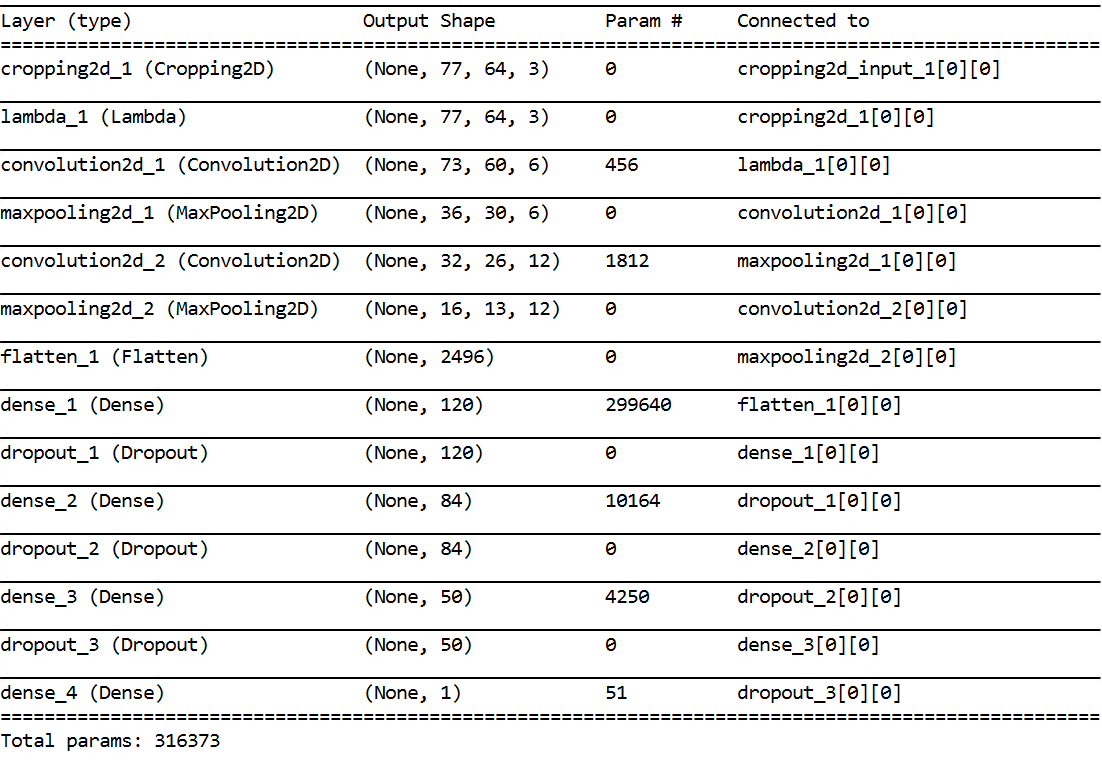 Layer (type) Output Shape Param # Connected to
====================================================================================================
cropping2d_1 (Cropping2D) (None, 77, 64, 3) 0 cropping2d_input_1[0][0]
lambda_1 (Lambda) (None, 77, 64, 3) 0 cropping2d_1[0][0]
convolution2d_1 (Convolution2D) (None, 73, 60, 6) 456 lambda_1[0][0]
maxpooling2d_1 (MaxPooling2D) (None, 36, 30, 6) 0 convolution2d_1[0][0]
convolution2d_2 (Convolution2D) (None, 32, 26, 12) 1812 maxpooling2d_1[0][0]
maxpooling2d_2 (MaxPooling2D) (None, 16, 13, 12) 0 convolution2d_2[0][0]
flatten_1 (Flatten) (None, 2496) 0 maxpooling2d_2[0][0]
dense_1 (Dense) (None, 120) 299640 flatten_1[0][0]
dropout_1 (Dropout) (None, 120) 0 dense_1[0][0]
dense_2 (Dense) (None, 84) 10164 dropout_1[0][0]
dropout_2 (Dropout) (None, 84) 0 dense_2[0][0]
dense_3 (Dense) (None, 50) 4250 dropout_2[0][0]
dropout_3 (Dropout) (None, 50) 0 dense_3[0][0]
dense_4 (Dense) (None, 1) 51 dropout_3[0][0]
====================================================================================================
Total params: 316373